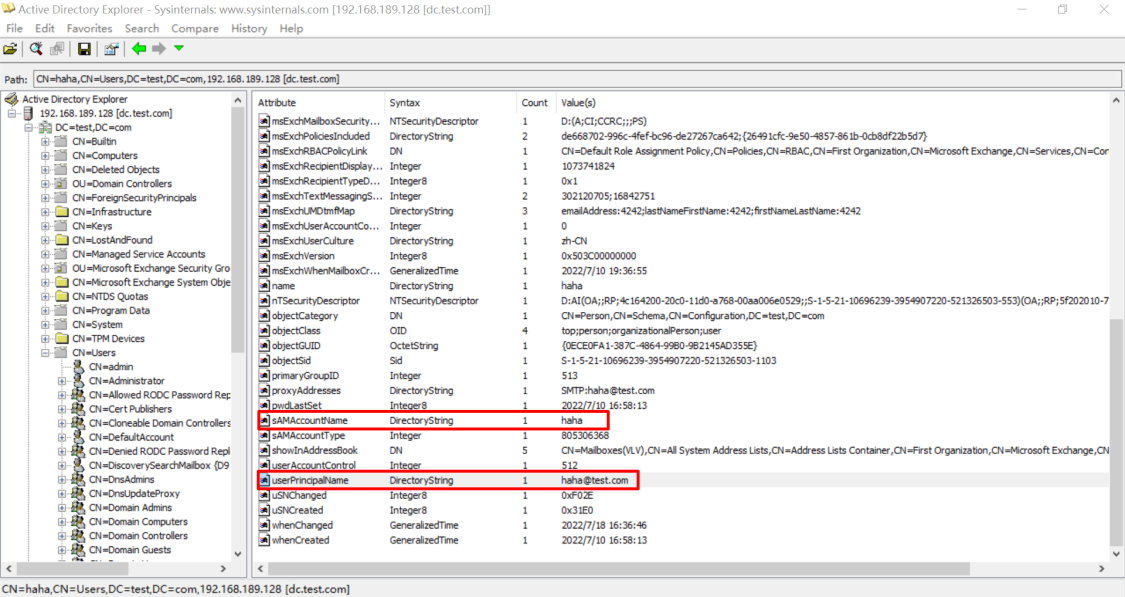 Active Directory Explorer - Sysinternals: www.sysinternals.com [192.168.189.128 [dc.test.com]]
File Edit Favorites Search Compare History Help
Path: CN=haha,CN=Users,DC=test,DC=com,192.168.189.128 [dc.test.com]
Active Directory Explorer
192.168.189.128 [dc.test.com]
DC=test,DC=com
CN=Builtin
CN=Computers
CN=Deleted Objects
OU=Domain Controllers
CN=ForeignSecurityPrincipals
CN=Infrastructure
CN=Keys
CN=LostAndFound
CN=Managed Service Accounts
OU=Microsoft Exchange Security Gro
CN=Microsoft Exchange System Obje
CN=NTDS Quotas
CN=Program Data
CN=System
CN=TPM Devices
CN=Users
CN=admin
CN=Administrator
CN=Allowed RODC Password Rep
CN=Cert Publishers
CN=Cloneable Domain Controllers
CN=DefaultAccount
CN=Denied RODC Password Repl
CN=DiscoverySearchMailbox {D9
CN=DnsAdmins
CN=DnsUpdateProxy
CN=Domain Admins
CN=Domain Computers
CN=Domain Controllers
CN=Domain Guests
Attribute Syntax Count Value(s)
msExchMailboxSecurity... NTSecurityDescriptor 1 D:(A;CI;CCRC;;;PS)
msExchPoliciesIncluded DirectoryString 2 de668702-996c-4fef-bc96-de27267ca642;{26491cfc-9e50-4857-861b-0cb8df22b5d7}
msExchRBACPolicyLink DN 1 CN=Default Role Assignment Policy,CN=Policies,CN=RBAC,CN=First Organization,CN=Microsoft Exchange,CN=Services,CN=Con
msExchRecipientDisplay... Integer 1 1073741824
msExchRecipientTypeD... Integer8 1 0x1
msExchTextMessagingS... Integer 2 302120705;16842751
msExchUMDtmfMap DirectoryString 3 emailAddress:4242;lastNameFirstName:4242;firstNameLastName:4242
msExchUserAccountCo... Integer 1 0
msExchUserCulture DirectoryString 1 zh-CN
msExchVersion Integer8 1 0x503C00000000
msExchWhenMailboxCr... GeneralizedTime 1 2022/7/10 19:36:55
name DirectoryString 1 haha
nTSecurityDescriptor NTSecurityDescriptor 1 D:AI(OA;;RP;4c164200-20c0-11d0-a768-00aa006e0529;;S-1-5-21-10696239-3954907220-521326503-553)(OA;;RP;5f202010-7
objectCategory DN 1 CN=Person,CN=Schema,CN=Configuration,DC=test,DC=com
objectClass OID 4 top;person;organizationalPerson;user
objectGUID OctetString 1 {0ECE0FA1-387C-4864-99B0-9B2145AD355E}
objectSid Sid 1 S-1-5-21-10696239-3954907220-521326503-1103
primaryGroupID Integer 1 513
proxyAddresses DirectoryString 1 SMTP:haha@test.com
pwdLastSet Integer8 1 2022/7/10 16:58:13
sAMAccountName DirectoryString 1 haha
sAMAccountType Integer 1 805306368
showInAddressBook DN 5 CN=Mailboxes(VLV),CN=All System Address Lists,CN=Address Lists Container,CN=First Organization,CN=Microsoft Exchange,CN
userAccountControl Integer 1 512
userPrincipalName DirectoryString 1 haha@test.com
uSNChanged Integer8 1 0xF02E
uSNCreated Integer8 1 0x31E0
whenChanged GeneralizedTime 1 2022/7/18 16:36:46
whenCreated GeneralizedTime 1 2022/7/10 16:58:13
CN=haha,CN=Users,DC=test,DC=com,192.168.189.128 [dc.test.com]